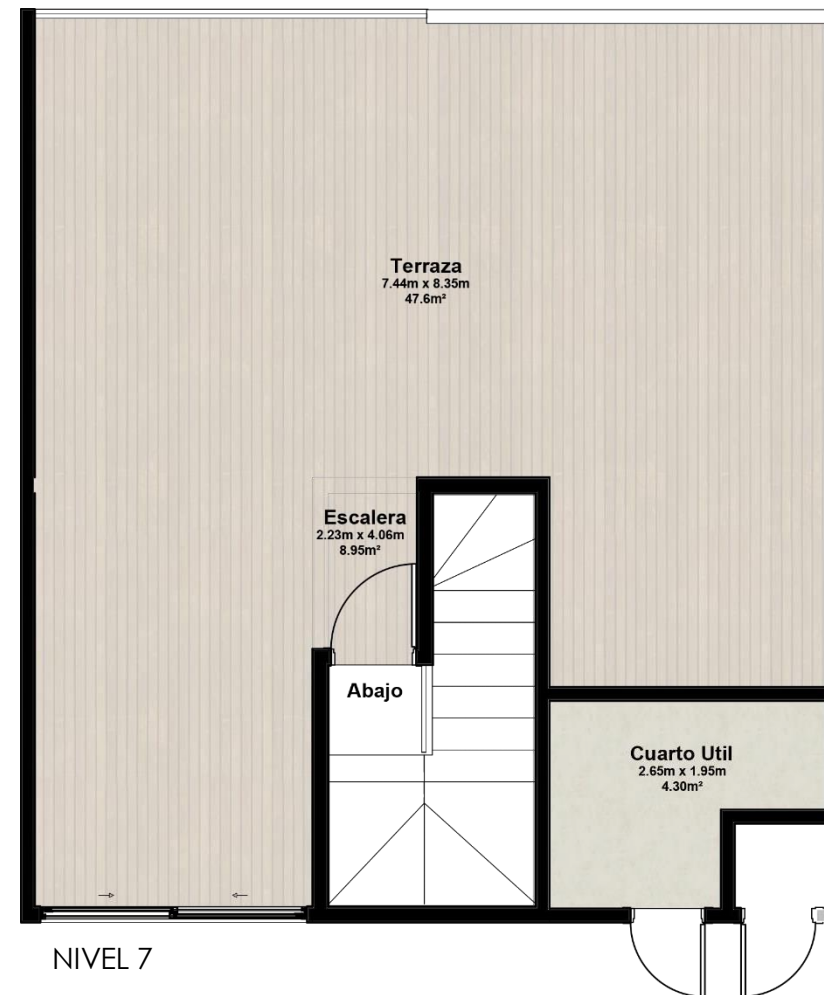 Terraza
7.44m x 8.35m
47.6m²
Escalera
2.23m x 4.06m
8.95m²
Abajo
Cuarto Util
2.65m x 1.95m
4.30m²
NIVEL 7